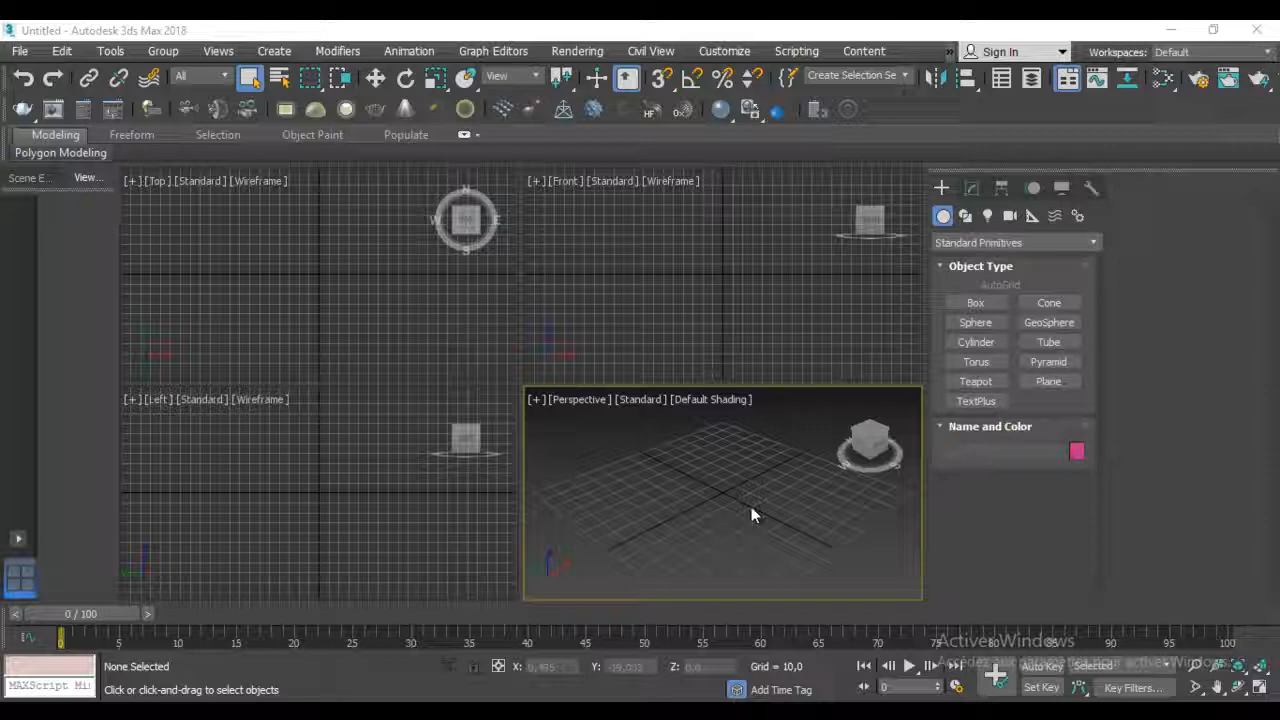 Untitled - Autodesk 3ds Max 2018
File Edit Tools Group Views Create Modifiers Animation Graph Editors Rendering Civil View Customize Scripting Content » Sign In Workspaces: Default
All View 3 Create Selection Se
HF
Modeling Freeform Selection Object Paint Populate
Polygon Modeling
Scene E... View...
[+] [Top] [Standard] [Wireframe]
N
W E
S
[+] [Front] [Standard] [Wireframe]
[+] [Left] [Standard] [Wireframe]
[+] [Perspective] [Standard] [Default Shading]
Standard Primitives
Object Type
AutoGrid
Box Cone
Sphere GeoSphere
Cylinder Tube
Torus Pyramid
Teapot Plane
TextPlus
Name and Color
< 0 / 100 >
0 5 10 15 20 25 30 35 40 45 50 55 60 65 70 75 80 85 90 95 100
Activer Windows
None Selected X: Y: Z: Grid = 10,0 Auto Key Selected
MAXScript Mi Click or click-and-drag to select objects Add Time Tag 0 Set Key Key Filters...